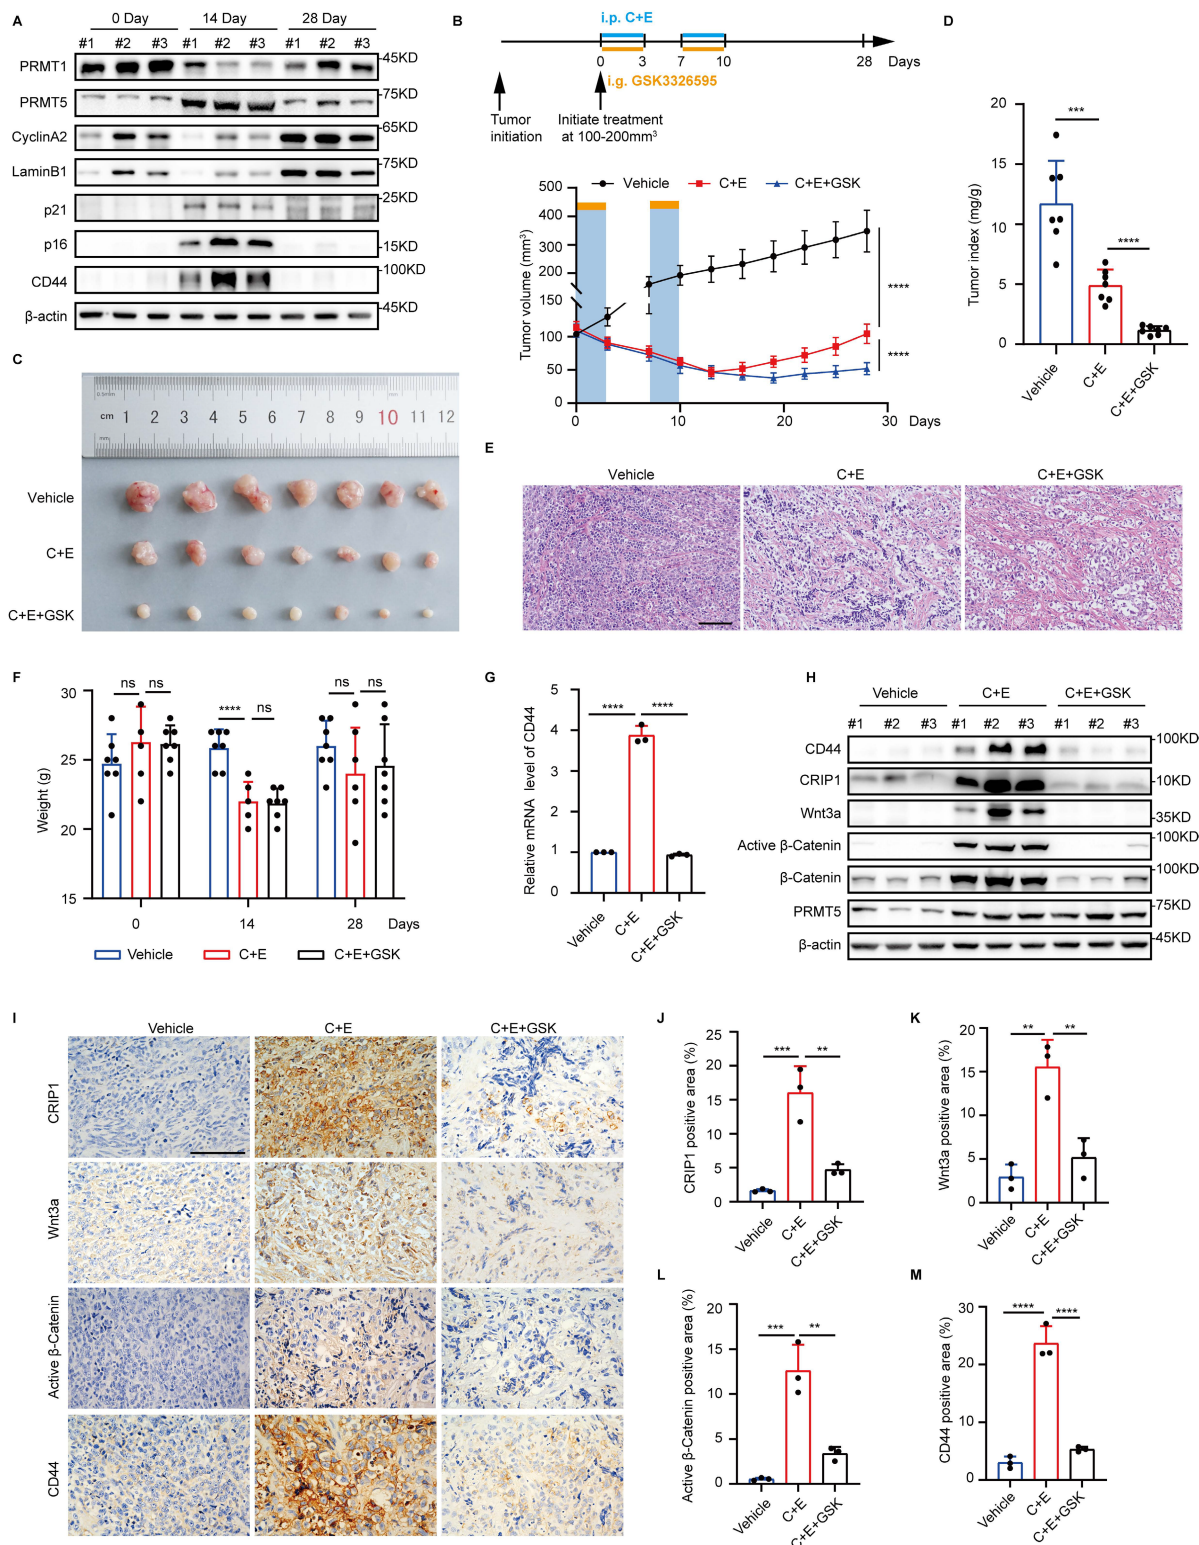 A
0 Day 14 Day 28 Day
#1 #2 #3 #1 #2 #3 #1 #2 #3
PRMT1 45KD
PRMT5 75KD
CyclinA2 65KD
LaminB1 75KD
p21 25KD
p16 15KD
CD44 100KD
β-actin 45KD
B
i.p. C+E
0 3 7 10 28 Days
i.g. GSK3326595
Tumor initiation
Initiate treatment
at 100-200mm³
Vehicle C+E C+E+GSK
Tumor volume (mm³)
500
400
300
200
150
100
50
0
****
****
0 10 20 30 Days
D
Tumor index (mg/g)
20
15
10
5
0
***
****
Vehicle
C+E
C+E+GSK
C
0.5mm
cm 1 2 3 4 5 6 7 8 9 10 11 12
mm
Vehicle
C+E
C+E+GSK
E
Vehicle C+E C+E+GSK
F
Weight (g)
30
25
20
15
ns ns
**** ns
ns ns
0 14 28 Days
Vehicle C+E C+E+GSK
G
Relative mRNA level of CD44
5
4
3
2
1
0
**** ****
Vehicle
C+E
C+E+GSK
H
Vehicle C+E C+E+GSK
#1 #2 #3 #1 #2 #3 #1 #2 #3
CD44 100KD
CRIP1 10KD
Wnt3a 35KD
Active β-Catenin 100KD
β-Catenin 100KD
PRMT5 75KD
β-actin 45KD
I
Vehicle C+E C+E+GSK
CRIP1
Wnt3a
Active β-Catenin
CD44
J
CRIP1 positive area (%)
25
20
15
10
5
0
*** **
Vehicle
C+E
C+E+GSK
K
Wnt3a positive area (%)
20
15
10
5
0
** **
Vehicle
C+E
C+E+GSK
L
Active β-Catenin positive area (%)
20
15
10
5
0
*** **
Vehicle
C+E
C+E+GSK
M
CD44 positive area (%)
30
20
10
0
**** ****
Vehicle
C+E
C+E+GSK